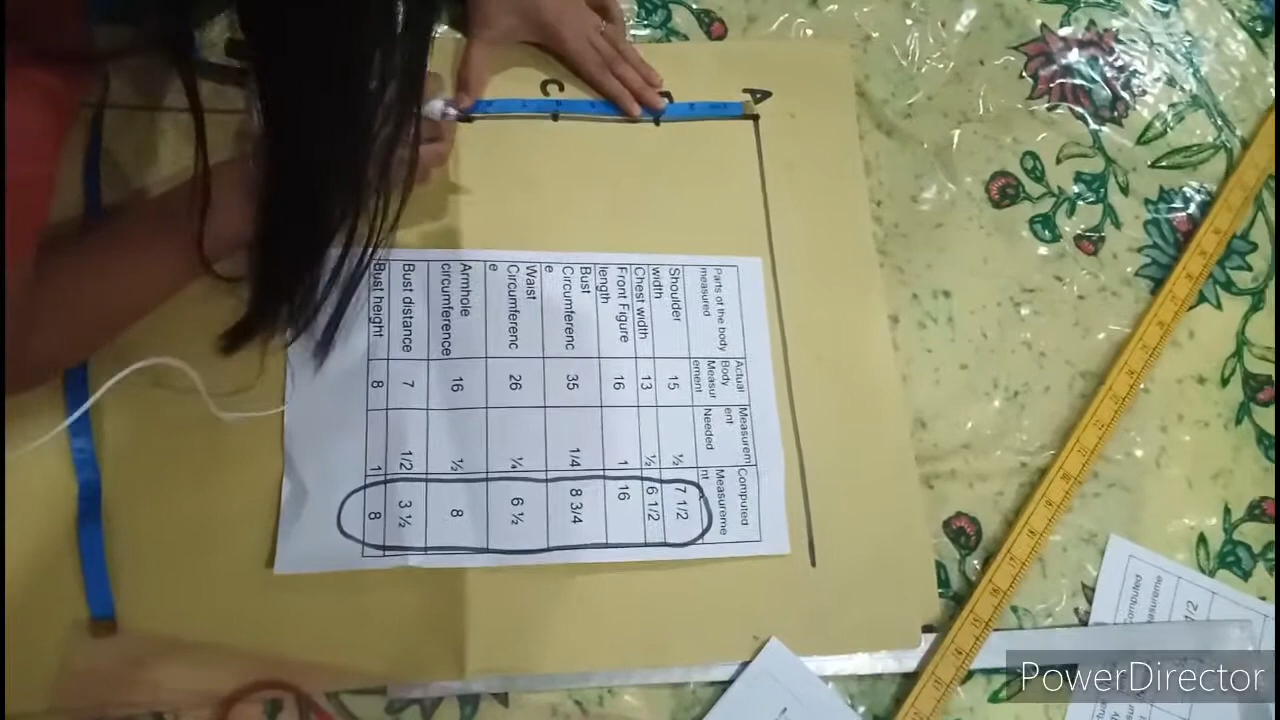 A
C
Parts of the body measured
Actual Body Measurement
Measurement Needed
Computed Measurement
Shoulder width 15 ½ 7 1/2
Chest width 13 ½ 6 1/2
Front Figure length 16 1 16
Bust Circumference 35 1/4 8 3/4
Waist Circumference 26 ¼ 6 ½
Armhole circumference 16 ½ 8
Bust distance 7 1/2 3 ½
Bust height 8 1 8
PowerDirector